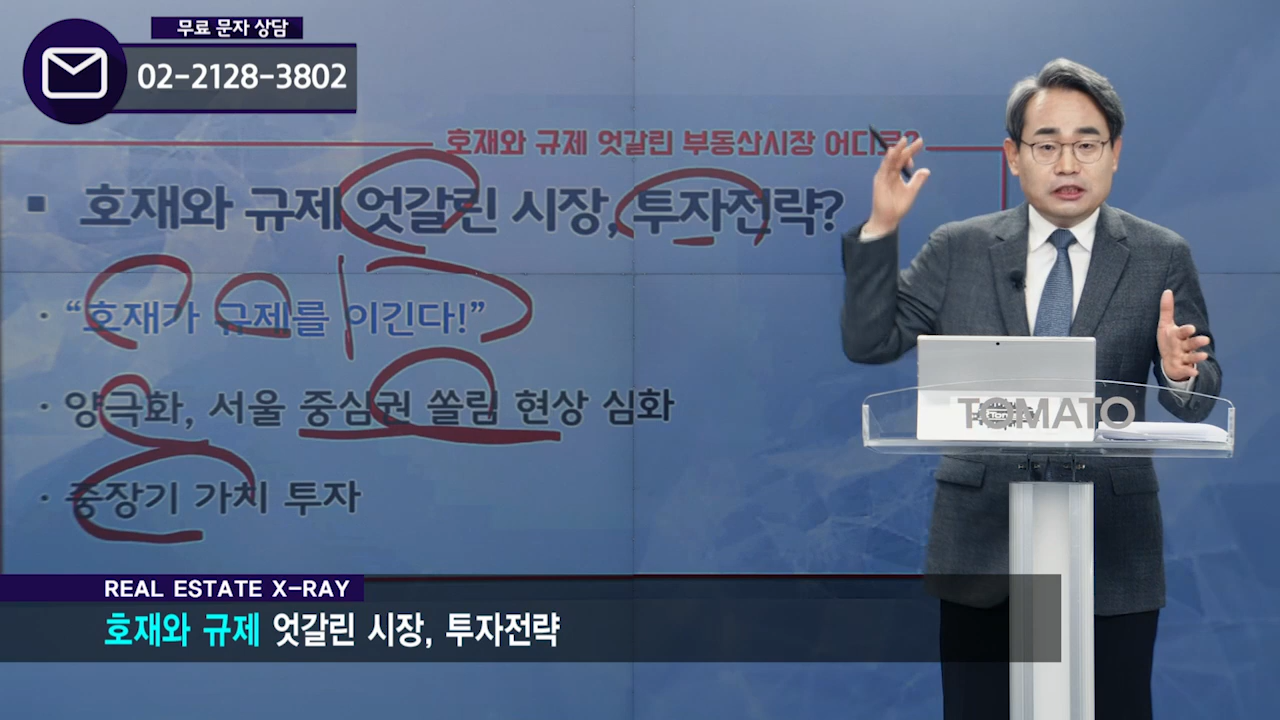 무료 문자 상담
02-2128-3802
호재와 규제 엇갈린 부동산시장 어디로?
▪ 호재와 규제 엇갈린 시장, 투자전략?
· “호재가 규제를 이긴다!”
· 양극화, 서울 중심권 쏠림 현상 심화
· 중장기 가치 투자
TOMATO
REAL ESTATE X-RAY
호재와 규제 엇갈린 시장, 투자전략